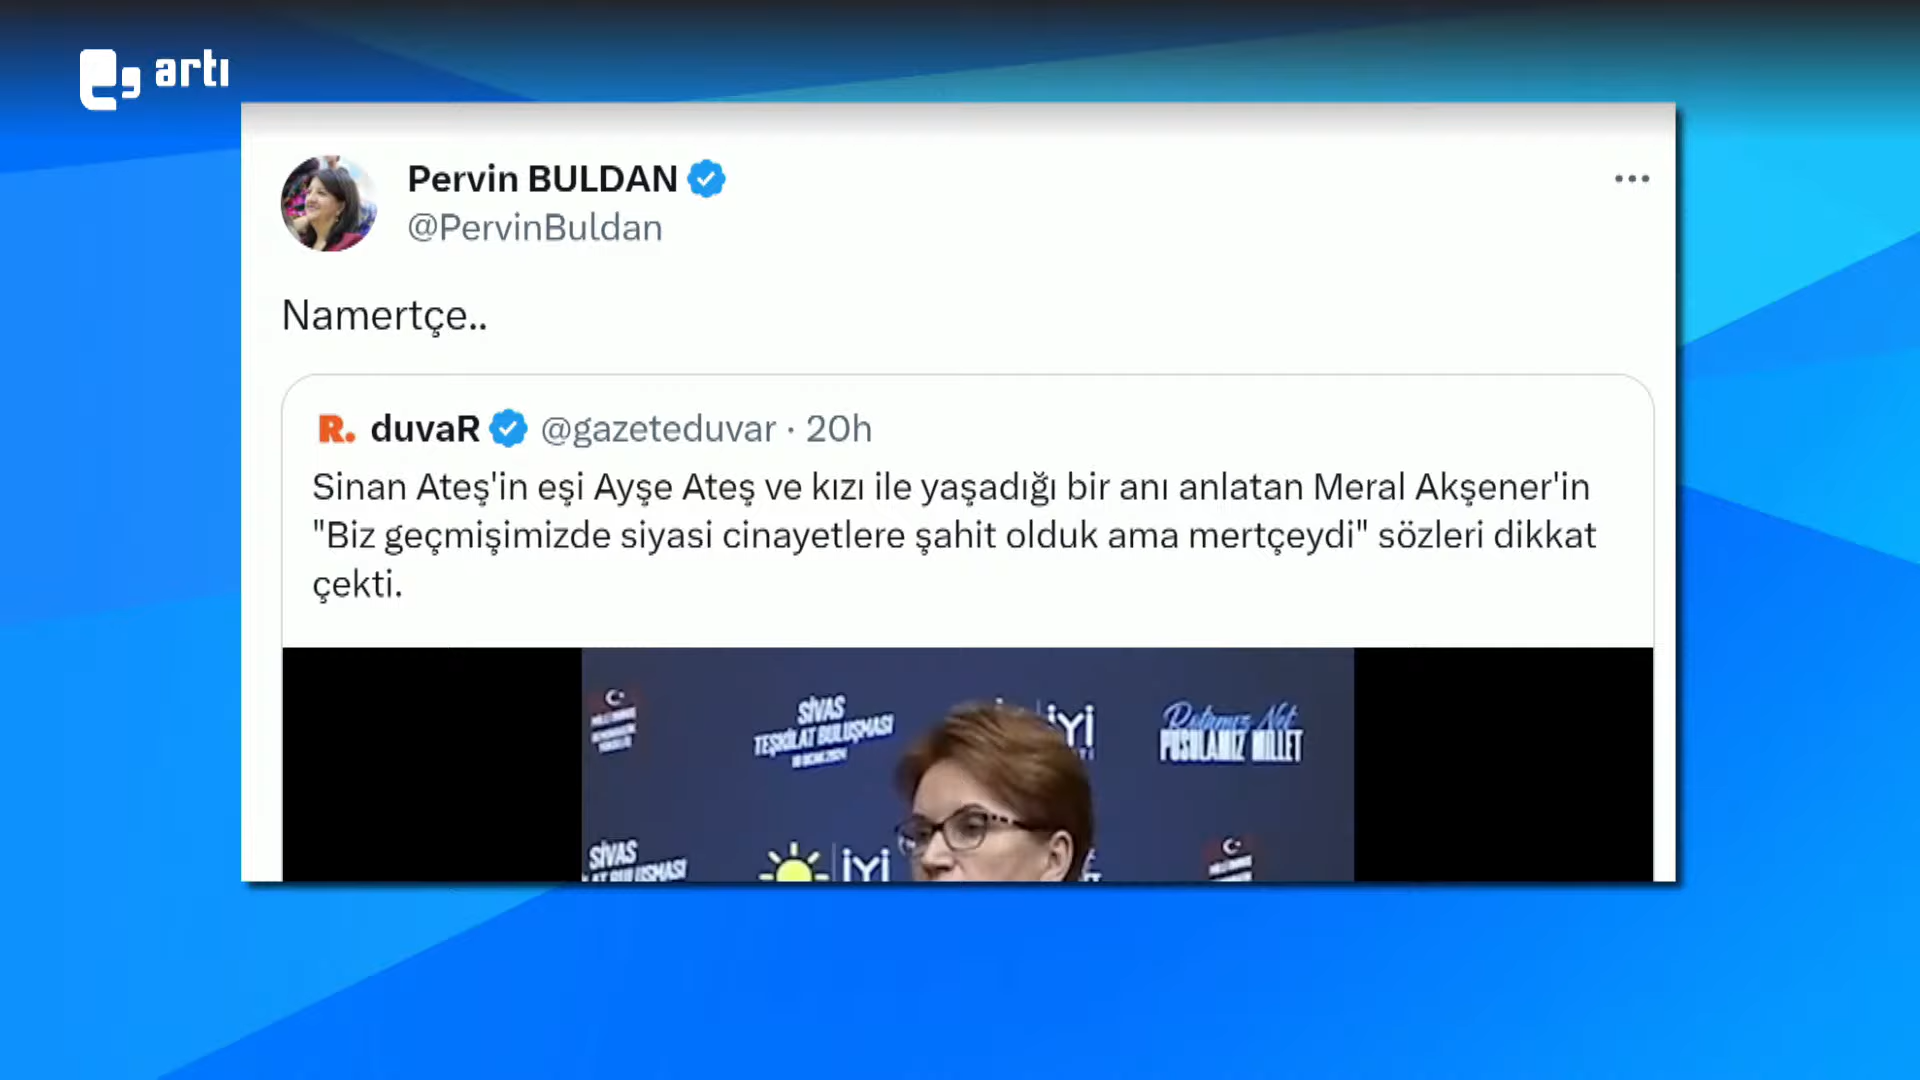 artı
Pervin BULDAN
@PervinBuldan
Namertçe..
R. duvaR @gazeteduvar · 20h
Sinan Ateş'in eşi Ayşe Ateş ve kızı ile yaşadığı bir anı anlatan Meral Akşener'in
"Biz geçmişimizde siyasi cinayetlere şahit olduk ama mertçeydi" sözleri dikkat
çekti.
SİVAS
TEŞKİLAT BULUŞMASI
İYİ
Rotamız Net
PUSULAMIZ MİLLET
SİVAS
İYİ